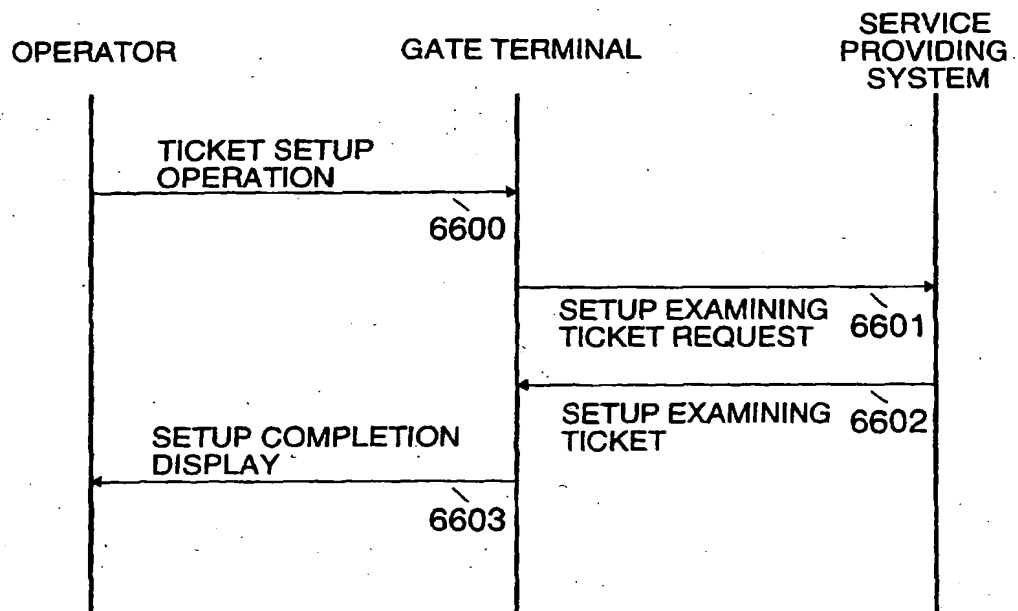 OPERATOR
GATE TERMINAL
SERVICE
PROVIDING
SYSTEM
TICKET SETUP
OPERATION
6600
SETUP EXAMINING
TICKET REQUEST
6601
SETUP EXAMINING
TICKET
6602
SETUP COMPLETION
DISPLAY
6603